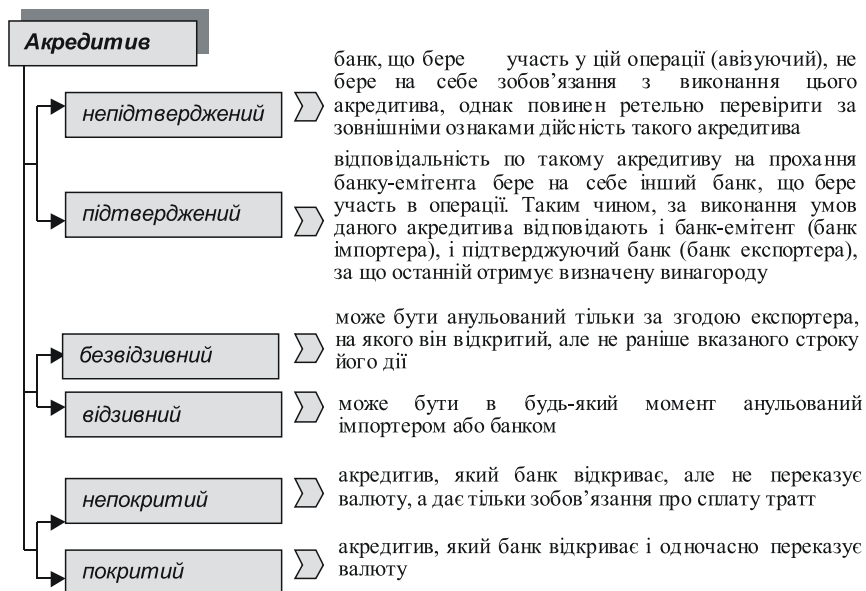 Акредитив
непідтверджений
банк, що бере участь у цій операції (авізуючий), не
бере на себе зобов’язання з виконання цього
акредитива, однак повинен ретельно перевірити за
зовнішніми ознаками дійсність такого акредитива
підтверджений
відповідальність по такому акредитиву на прохання
банку-емітента бере на себе інший банк, що бере
участь в операції. Таким чином, за виконання умов
даного акредитива відповідають і банк-емітент (банк
імпортера), і підтверджуючий банк (банк експортера),
за що останній отримує визначену винагороду
безвідзивний
може бути анульований тільки за згодою експортера,
на якого він відкритий, але не раніше вказаного строку
його дії
відзивний
може бути в будь-який момент анульований
імпортером або банком
непокритий
акредитив, який банк відкриває, але не переказує
валюту, а дає тільки зобов’язання про сплату тратт
покритий
акредитив, який банк відкриває і одночасно переказує
валюту